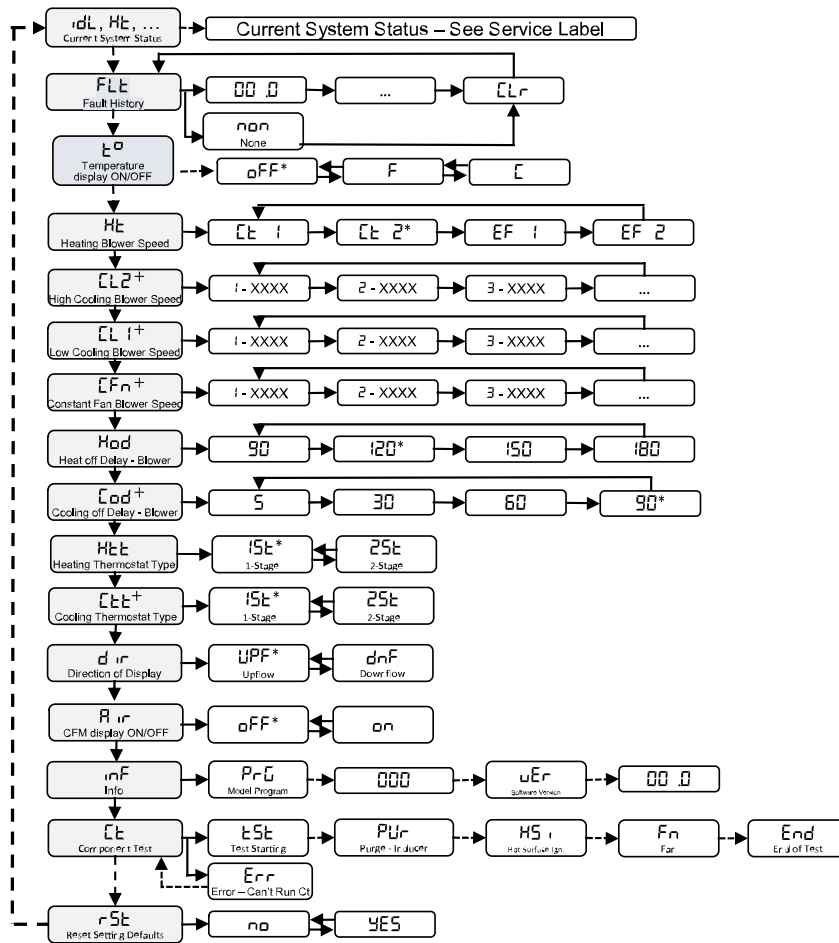 idL, Ht, ...
Current System Status
Current System Status – See Service Label
FLt
Fault History
00 .0
...
CLr
non
None
t°
Temperature
display ON/OFF
oFF*
F
C
Ht
Heating Blower Speed
Ct 1
Ct 2*
EF 1
EF 2
CL2+
High Cooling Blower Speed
1 - XXXX
2 - XXXX
3 - XXXX
...
CL 1+
Low Cooling Blower Speed
1 - XXXX
2 - XXXX
3 - XXXX
...
CFn+
Constant Fan Blower Speed
1 - XXXX
2 - XXXX
3 - XXXX
...
Hod
Heat off Delay - Blower
90
120*
150
180
Cod+
Cooling off Delay - Blower
5
30
60
90*
Htt
Heating Thermostat Type
1St*
1-Stage
2St
2-Stage
Ctt+
Cooling Thermostat Type
1St*
1-Stage
2St
2-Stage
d ir
Direction of Display
UPF*
Upflow
dnF
Downflow
A ir
CFM display ON/OFF
oFF*
on
inF
Info
PrG
Model Program
000
uEr
Software Version
00 .0
Ct
Component Test
tSt
Test Starting
PUr
Purge - Inducer
HS i
Hot Surface Ign.
Fn
Fan
End
End of Test
Err
Error – Can't Run Ct
rSt
Reset Setting Defaults
no
YES